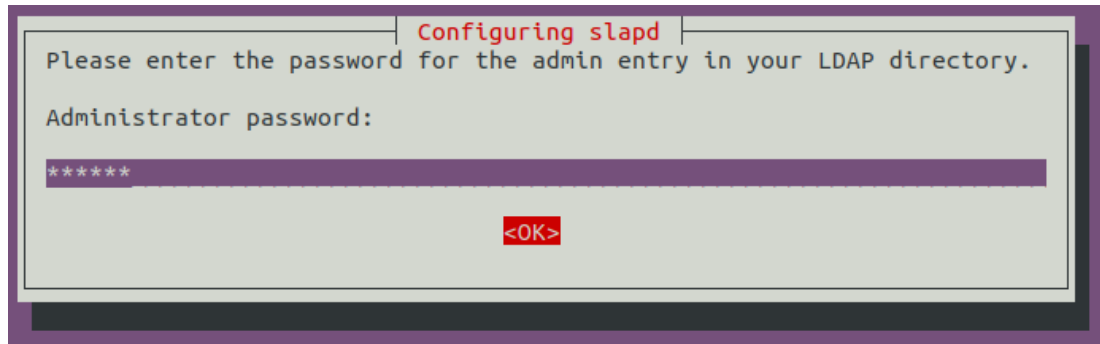 Configuring slapd
Please enter the password for the admin entry in your LDAP directory.
Administrator password:
******
<OK>